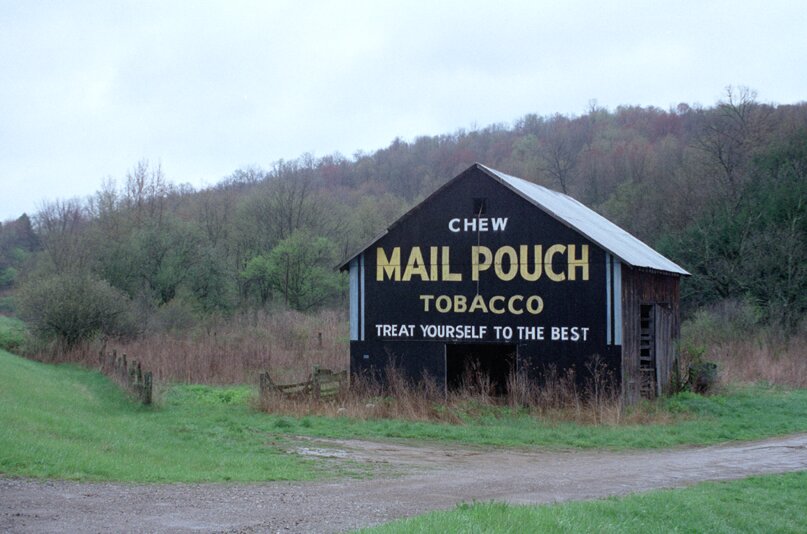 CHEW
MAIL POUCH
TOBACCO
TREAT YOURSELF TO THE BEST